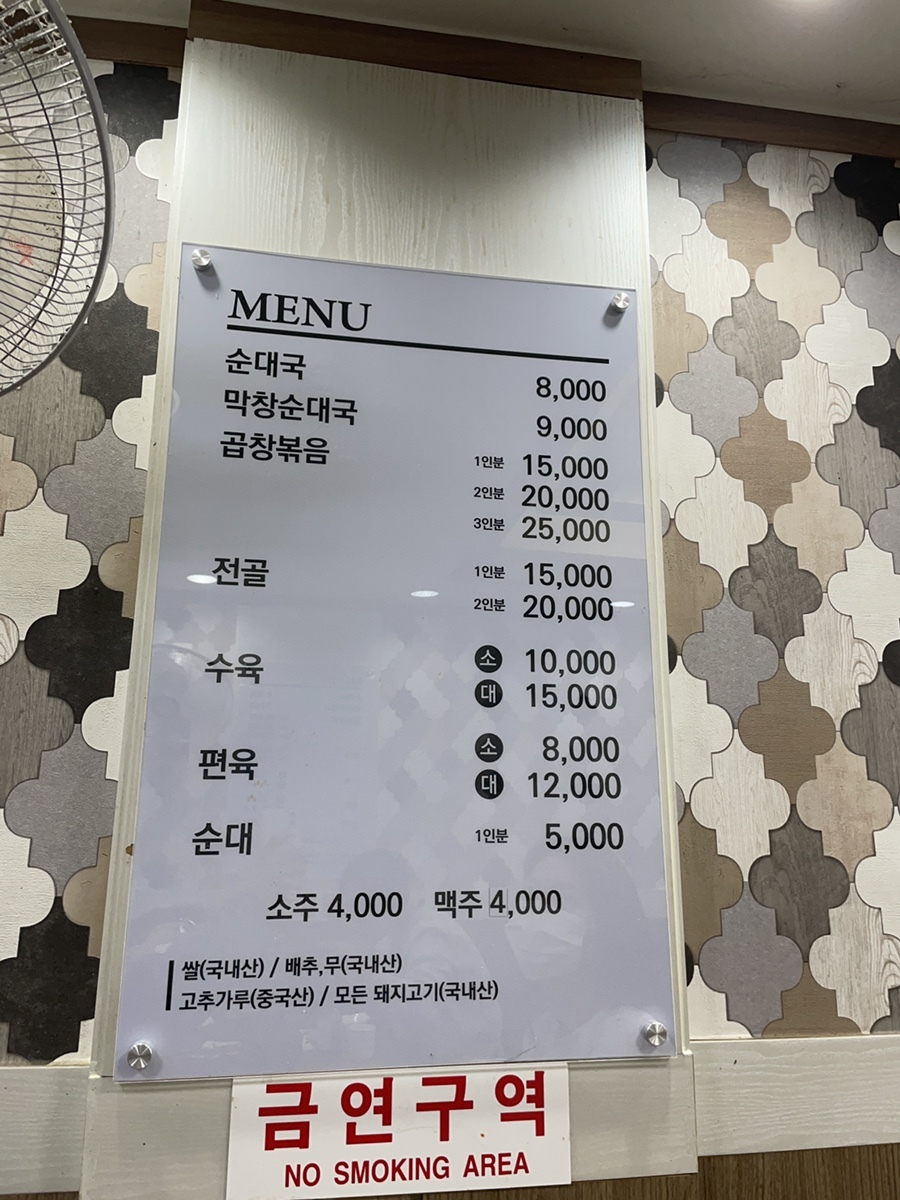 MENU
순대국 8,000
막창순대국 9,000
곱창볶음 1인분 15,000
2인분 20,000
3인분 25,000
전골 1인분 15,000
2인분 20,000
수육 소 10,000
대 15,000
편육 소 8,000
대 12,000
순대 1인분 5,000
소주 4,000 맥주 4,000
쌀(국내산) / 배추,무(국내산)
고추가루(중국산) / 모든 돼지고기(국내산)
금연구역
NO SMOKING AREA